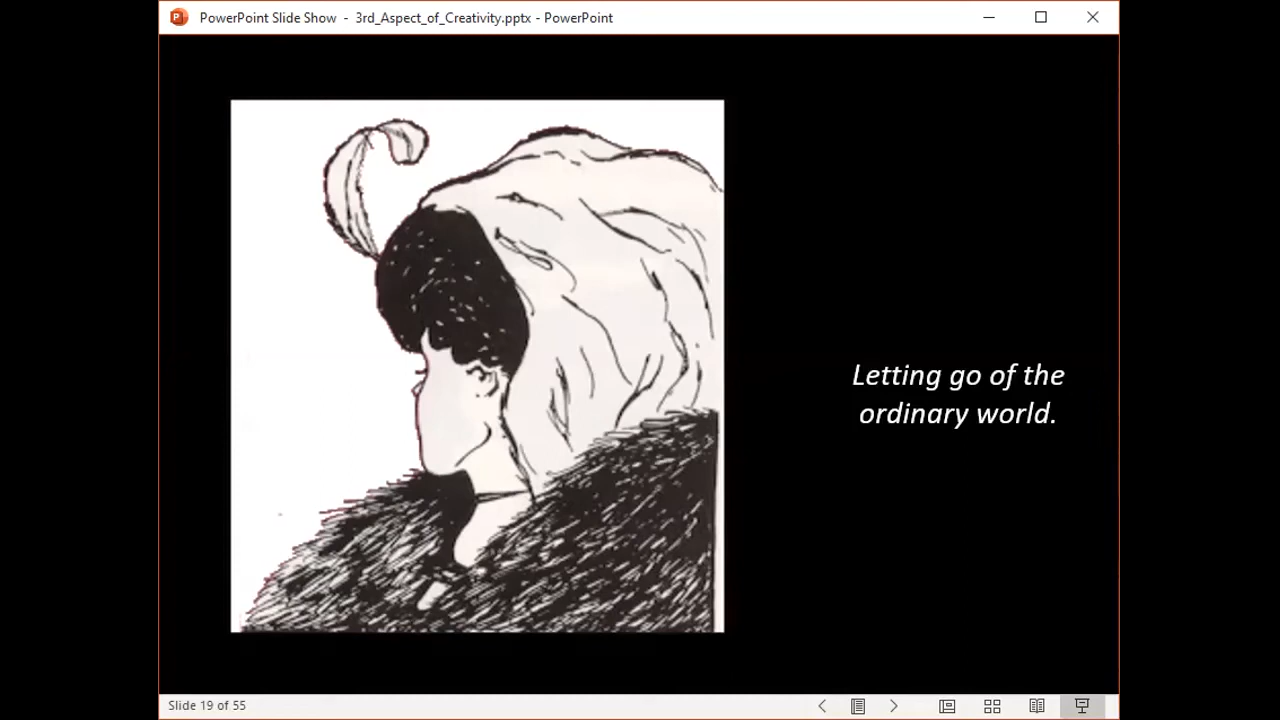 PowerPoint Slide Show - 3rd_Aspect_of_Creativity.pptx - PowerPoint
Letting go of the
ordinary world.
Slide 19 of 55